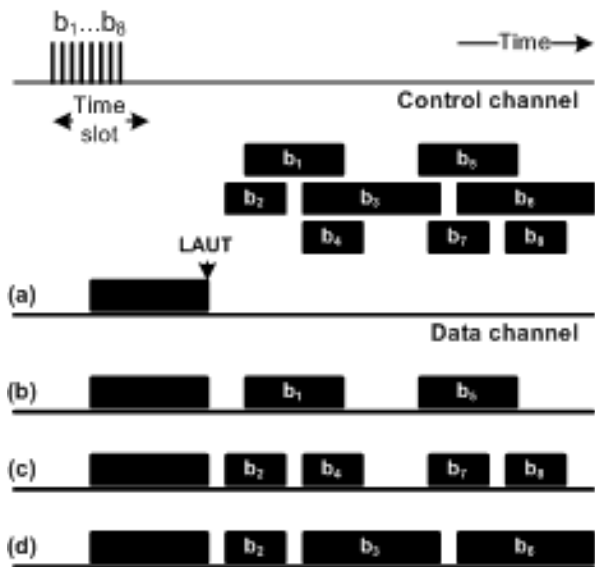 b₁...b₈
Time
Control channel
Time
slot
b₁ b₅
b₂ b₃ b₆
b₄ b₇ b₈
LAUT
(a)
Data channel
(b) b₁ b₅
(c) b₂ b₄ b₇ b₈
(d) b₂ b₃ b₆